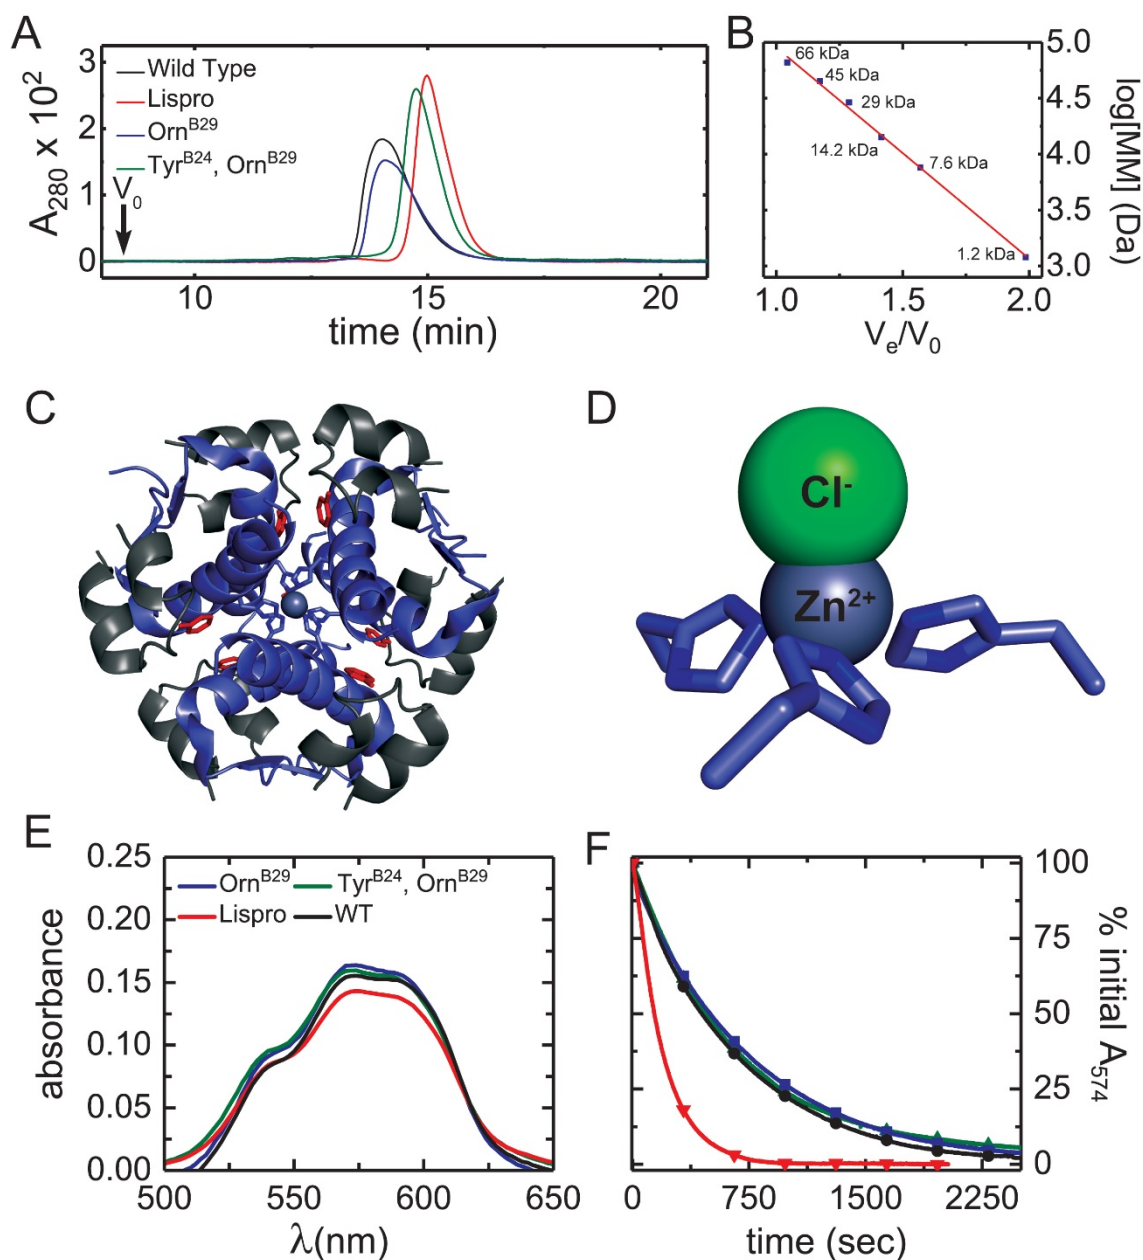 A
3
2
1
0
A₂₈₀ x 10²
Wild Type
Lispro
Ornᴮ²⁹
Tyrᴮ²⁴, Ornᴮ²⁹
V₀
10 15 20
time (min)
B
66 kDa
45 kDa
29 kDa
14.2 kDa
7.6 kDa
1.2 kDa
5.0
4.5
4.0
3.5
3.0
log[MM] (Da)
1.0 1.5 2.0
Vₑ/V₀
C
D
Cl⁻
Zn²⁺
E
0.25
0.20
0.15
0.10
0.05
0.00
absorbance
Ornᴮ²⁹ Tyrᴮ²⁴, Ornᴮ²⁹
Lispro WT
500 550 600 650
λ(nm)
F
100
75
50
25
0
% initial A₅₇₄
0 750 1500 2250
time (sec)